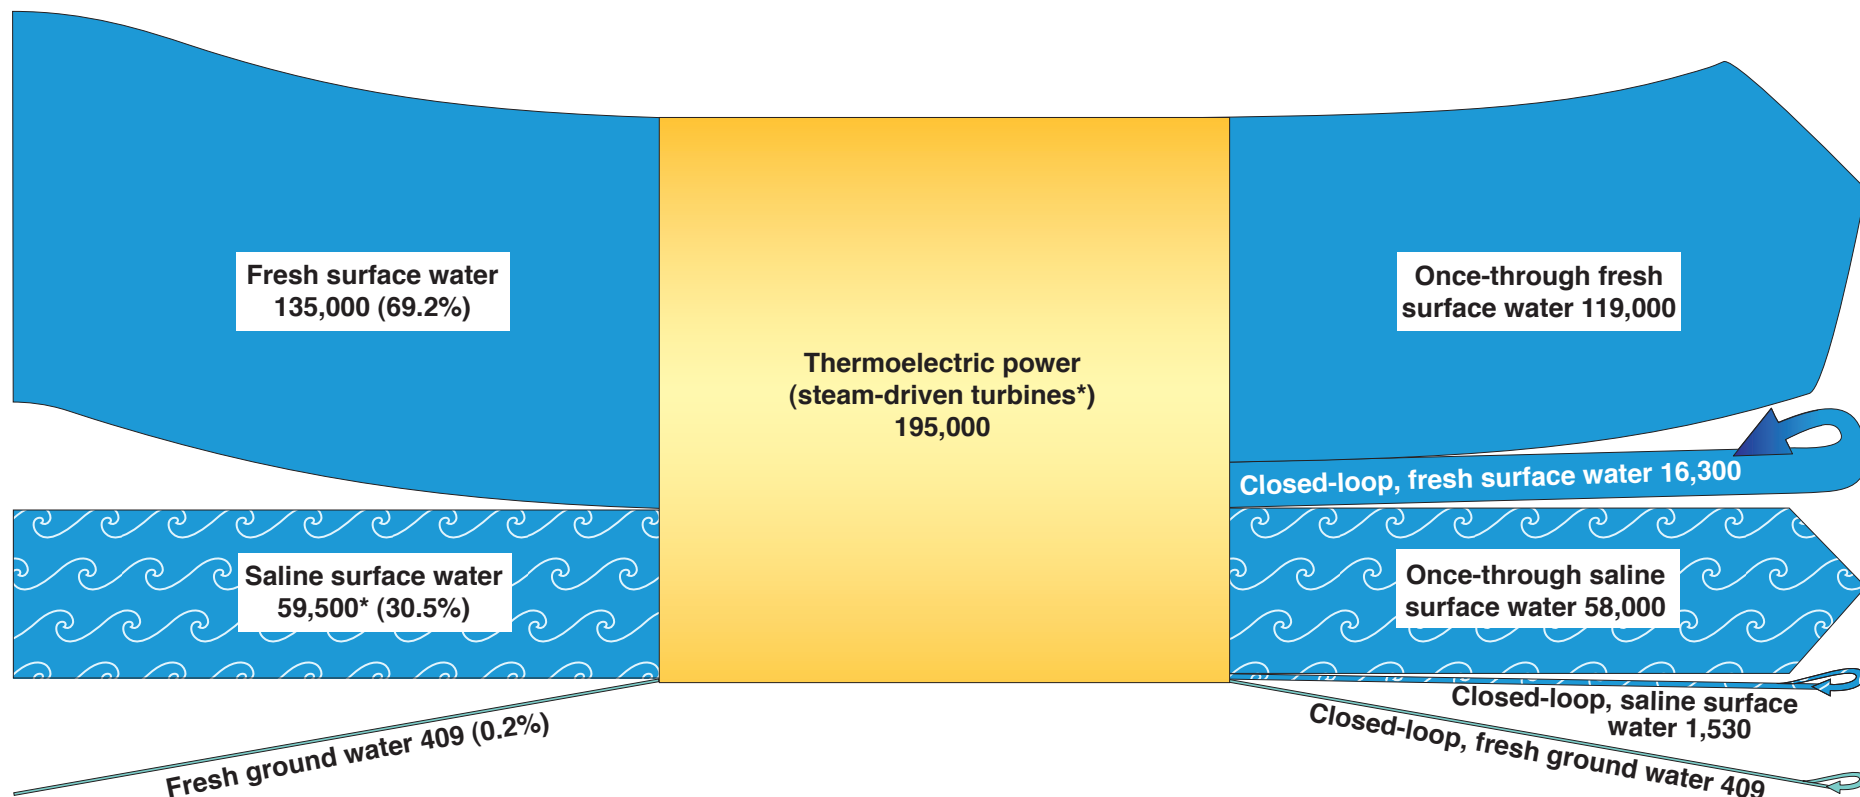 Fresh surface water
135,000 (69.2%)
Saline surface water
59,500* (30.5%)
Fresh ground water 409 (0.2%)
Thermoelectric power
(steam-driven turbines*)
195,000
Once-through fresh
surface water 119,000
Closed-loop, fresh surface water 16,300
Once-through saline
surface water 58,000
Closed-loop, saline surface
water 1,530
Closed-loop, fresh ground water 409